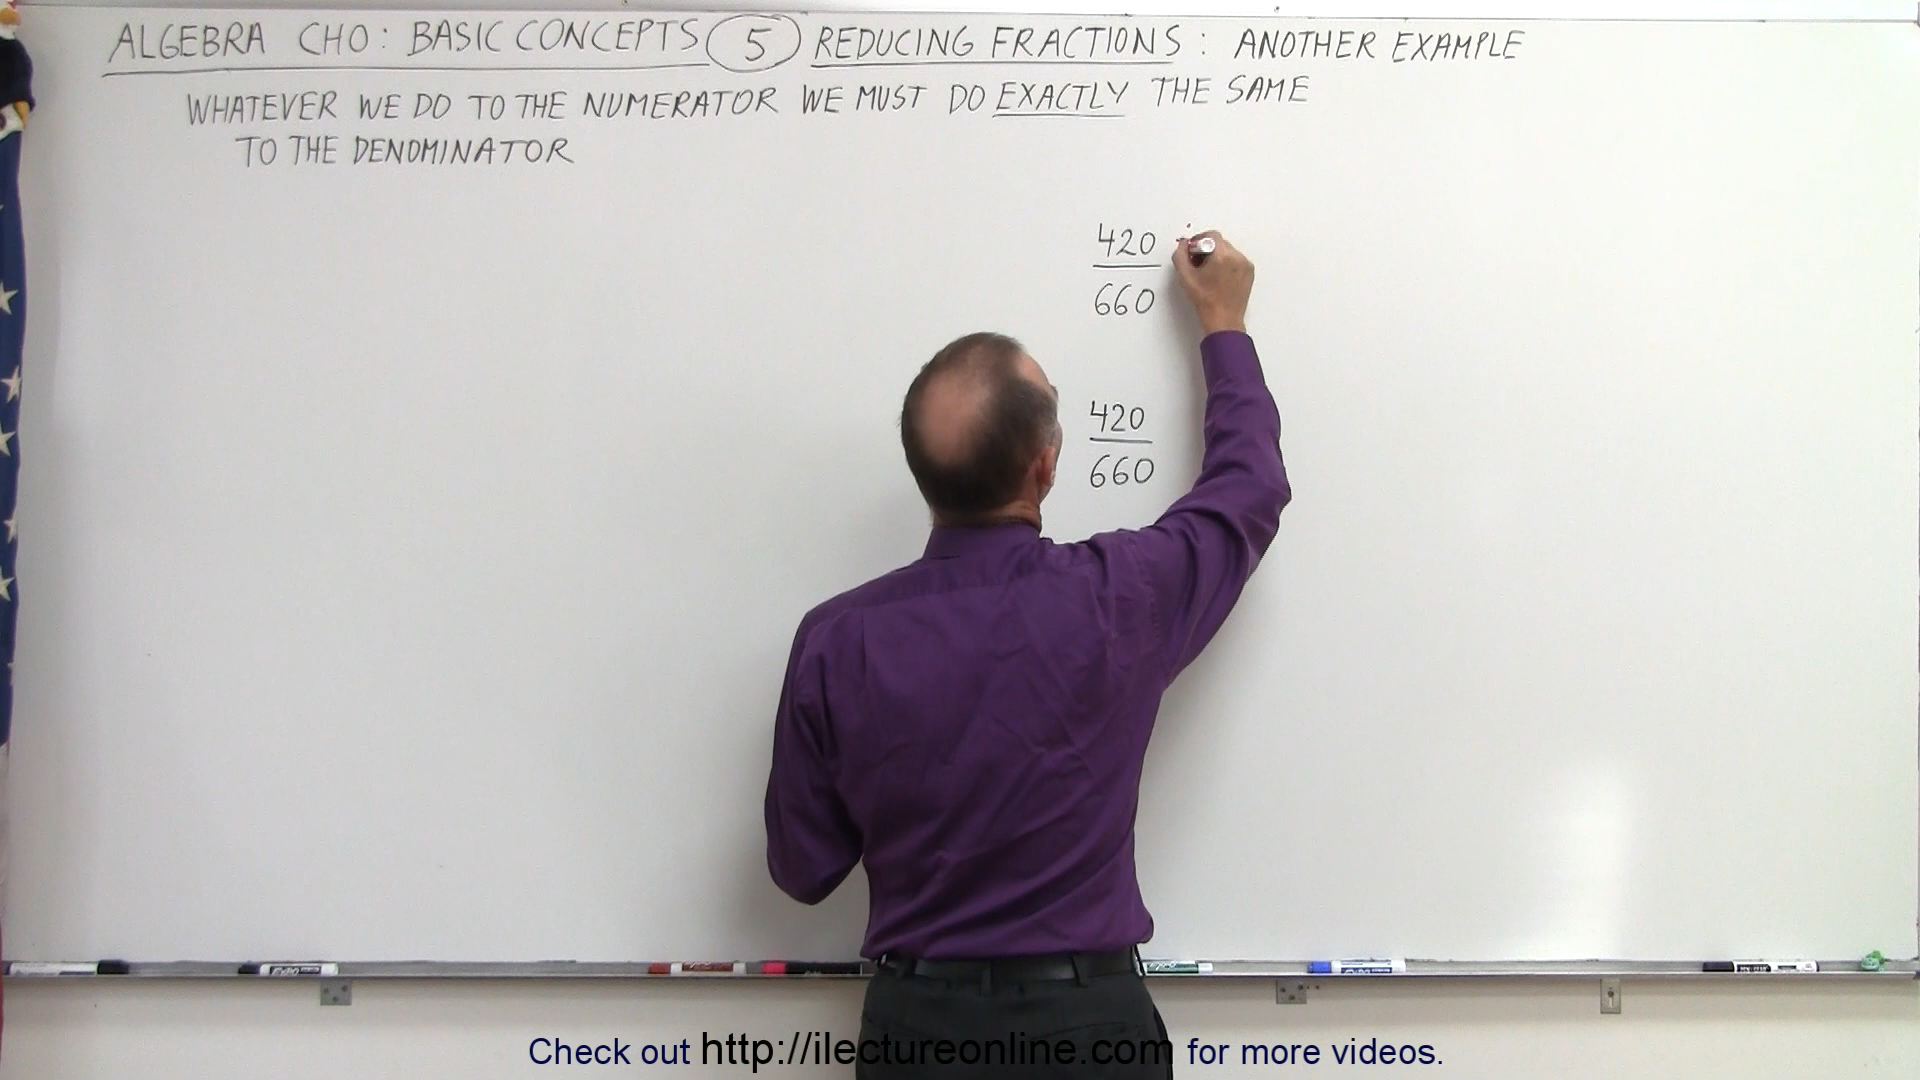 ALGEBRA CH0: BASIC CONCEPTS 5 REDUCING FRACTIONS: ANOTHER EXAMPLE
WHATEVER WE DO TO THE NUMERATOR WE MUST DO EXACTLY THE SAME
TO THE DENOMINATOR
420
660
420
660
Check out http://ilectureonline.com for more videos.